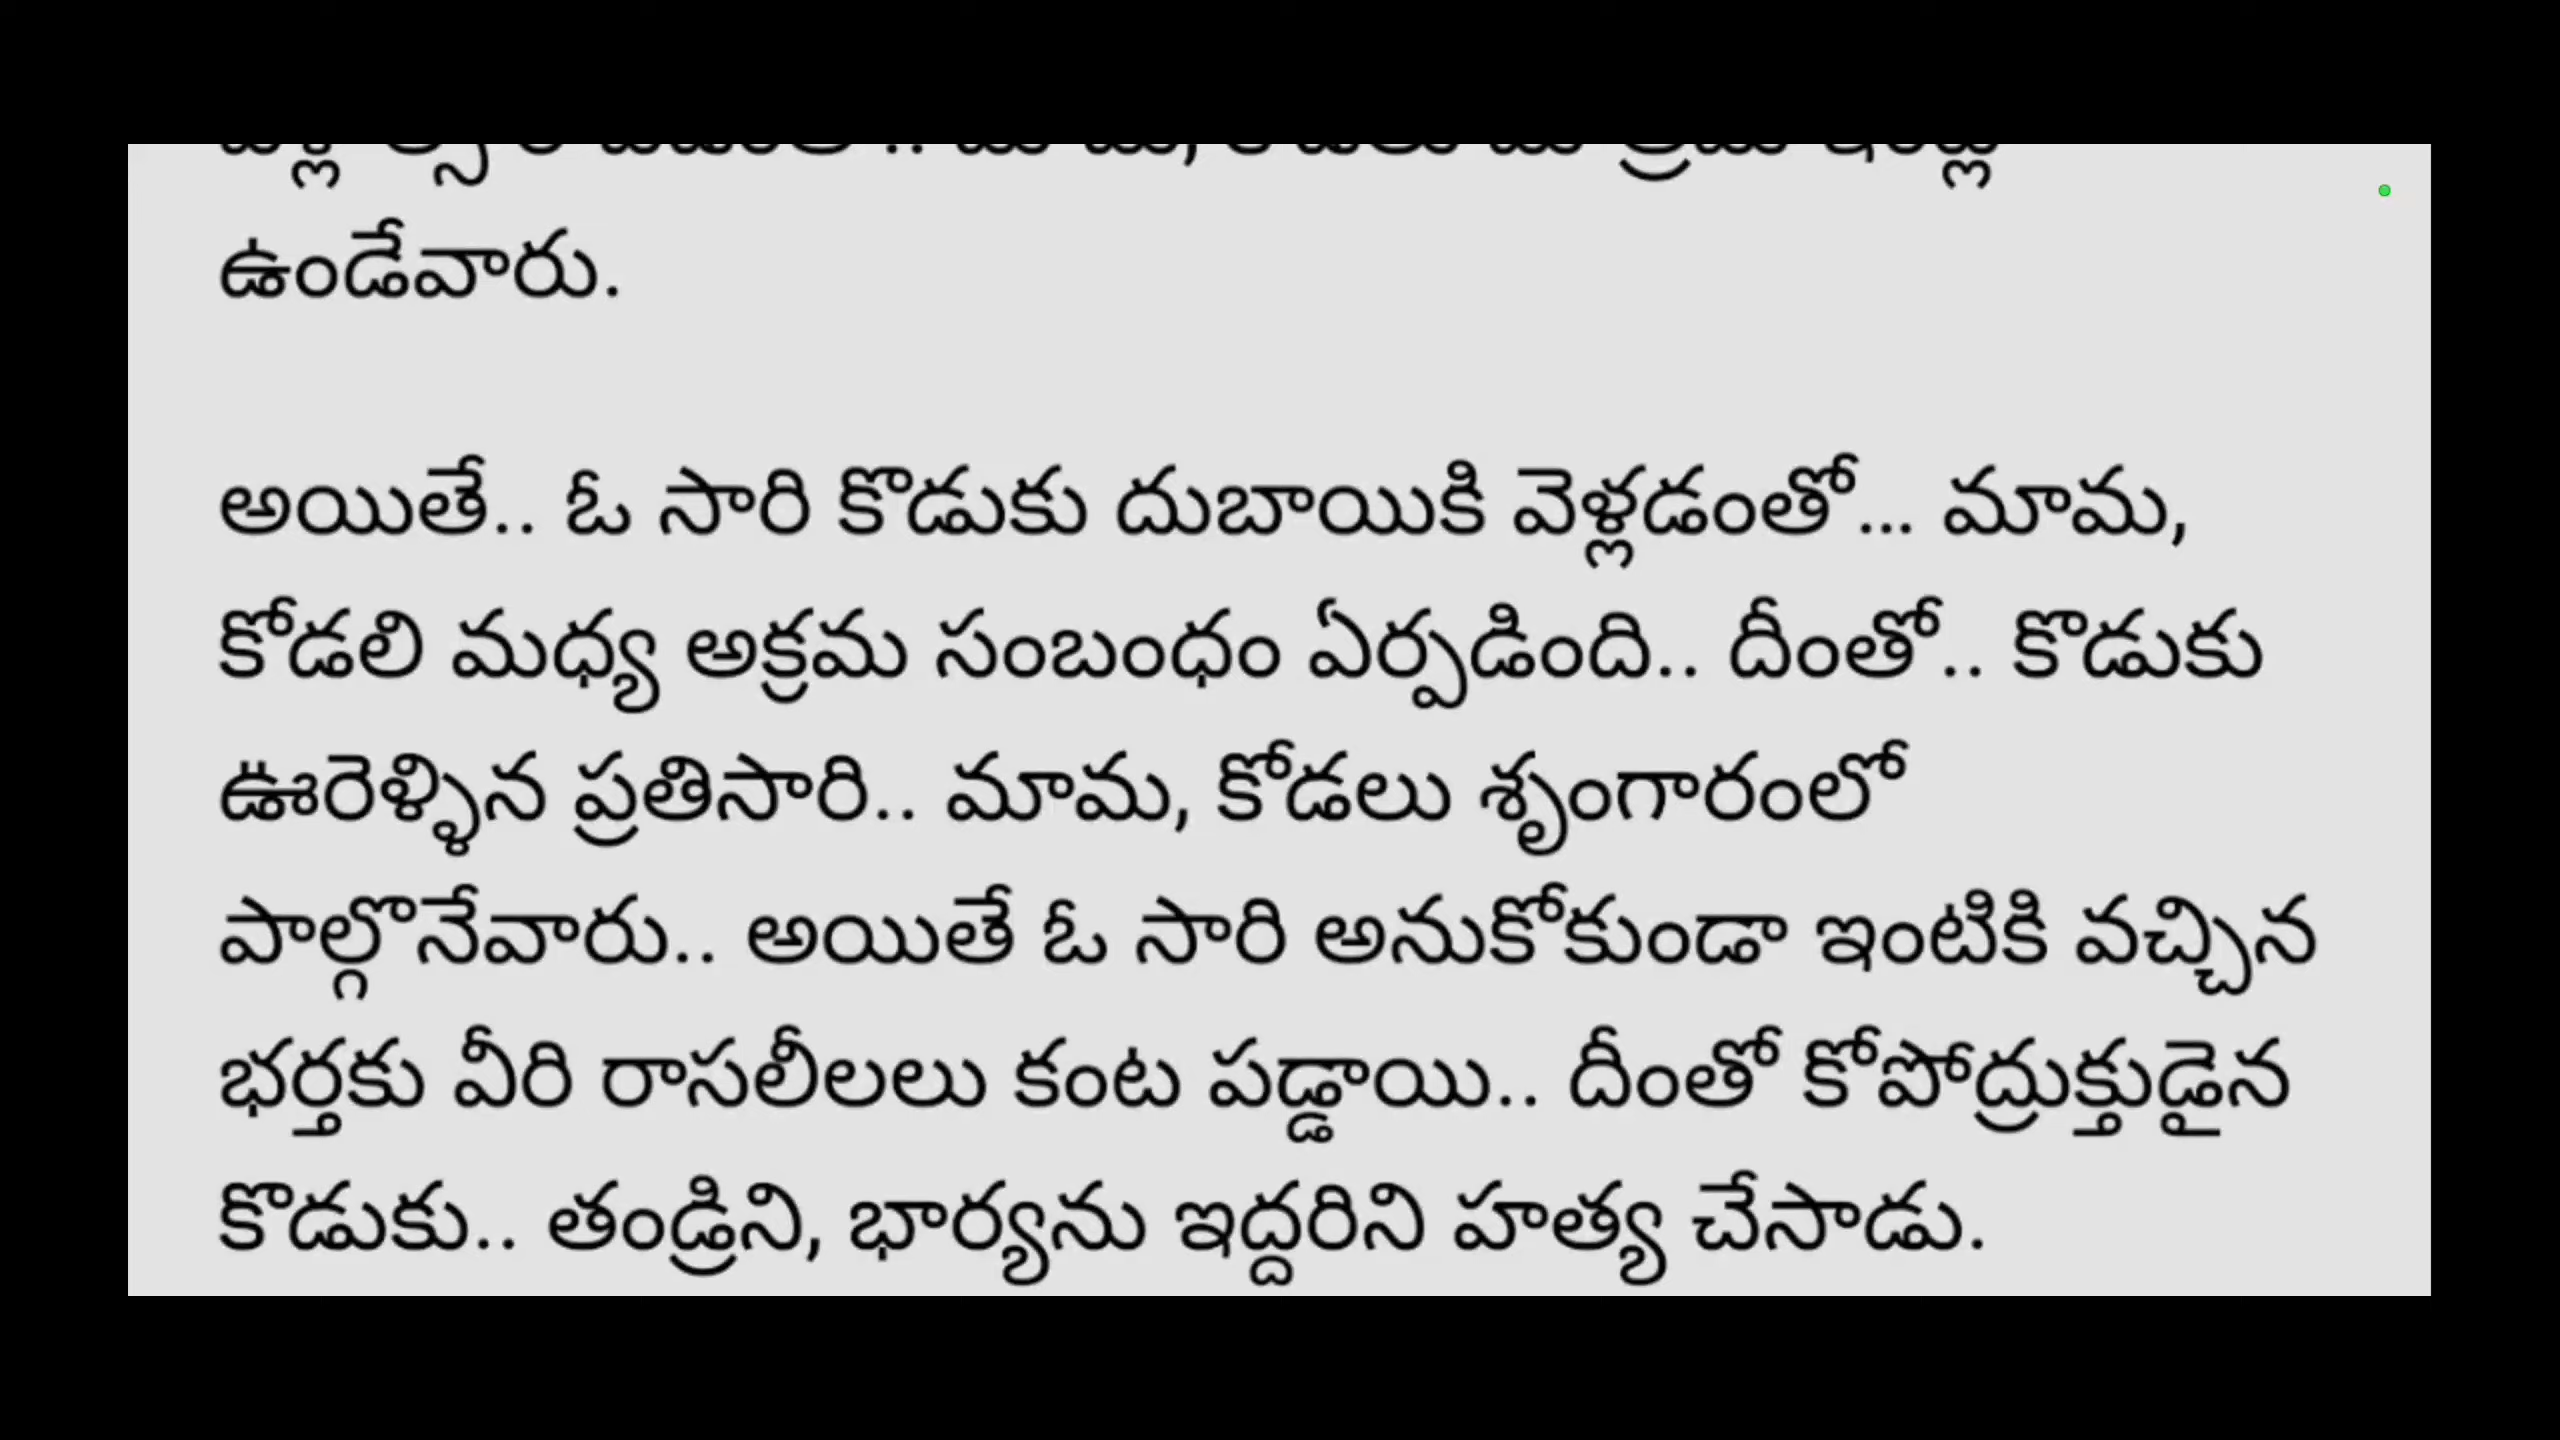 ఉండేవారు.
అయితే.. ఓ సారి కొడుకు దుబాయికి వెళ్లడంతో... మామ,
కోడలి మధ్య అక్రమ సంబంధం ఏర్పడింది.. దీంతో.. కొడుకు
ఊరెళ్ళిన ప్రతిసారి.. మామ, కోడలు శృంగారంలో
పాల్గొనేవారు.. అయితే ఓ సారి అనుకోకుండా ఇంటికి వచ్చిన
భర్తకు వీరి రాసలీలలు కంట పడ్డాయి.. దీంతో కోపోద్రుక్తుడైన
కొడుకు.. తండ్రిని, భార్యను ఇద్దరిని హత్య చేసాడు.